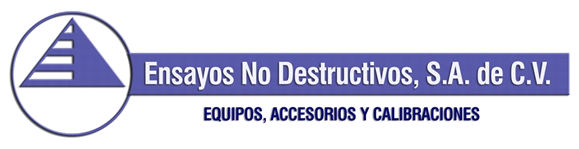 Ensayos No Destructivos, S.A. de C.V.
EQUIPOS, ACCESORIOS Y CALIBRACIONES